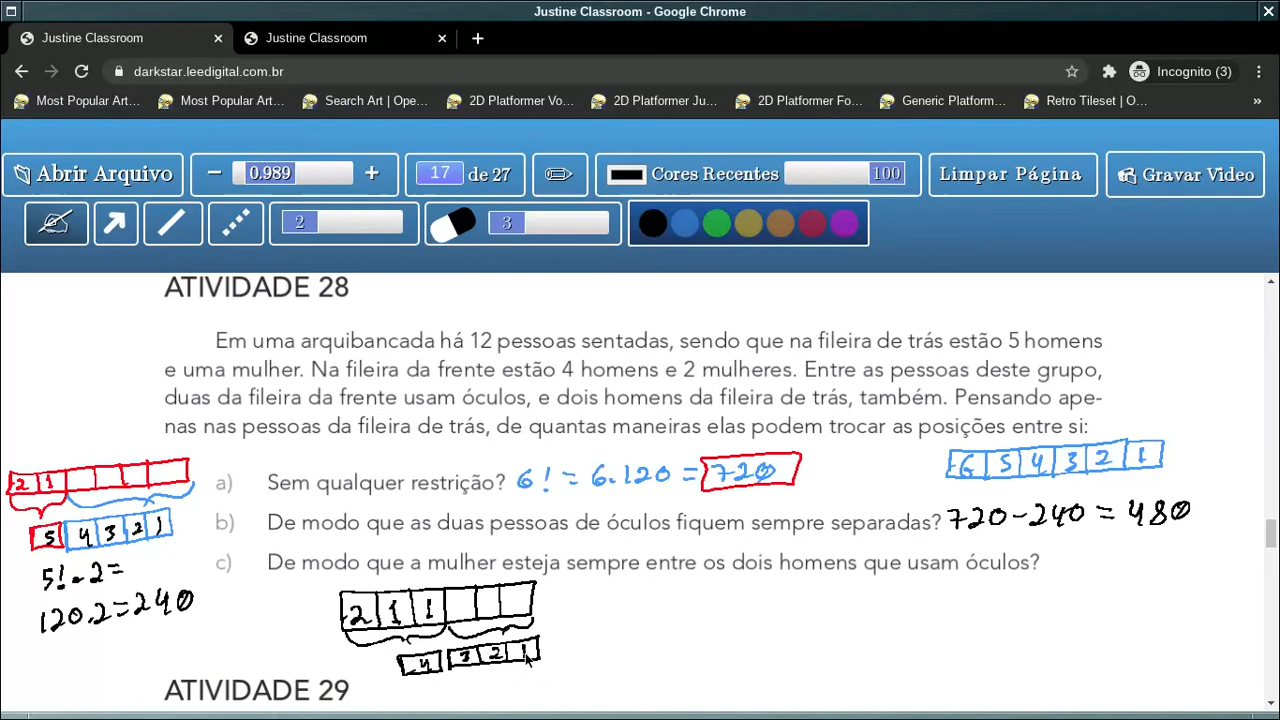 Justine Classroom - Google Chrome
Justine Classroom
Justine Classroom
darkstar.leedigital.com.br
Incognito (3)
Most Popular Art...
Most Popular Art...
Search Art | Ope...
2D Platformer Vo...
2D Platformer Ju...
2D Platformer Fo...
Generic Platform...
Retro Tileset | O...
Abrir Arquivo
0.989
17 de 27
Cores Recentes 100
Limpar Página
Gravar Video
2
3
ATIVIDADE 28
Em uma arquibancada há 12 pessoas sentadas, sendo que na fileira de trás estão 5 homens
e uma mulher. Na fileira da frente estão 4 homens e 2 mulheres. Entre as pessoas deste grupo,
duas da fileira da frente usam óculos, e dois homens da fileira de trás, também. Pensando ape-
nas nas pessoas da fileira de trás, de quantas maneiras elas podem trocar as posições entre si:
6 5 4 3 2 1
a) Sem qualquer restrição? 6! = 6.120 = 720
b) De modo que as duas pessoas de óculos fiquem sempre separadas? 720-240 = 480
c) De modo que a mulher esteja sempre entre os dois homens que usam óculos?
2 1 1
5 4 3 2 1
5!.2=
120.2=240
2 1 1
4 3 2 1
ATIVIDADE 29